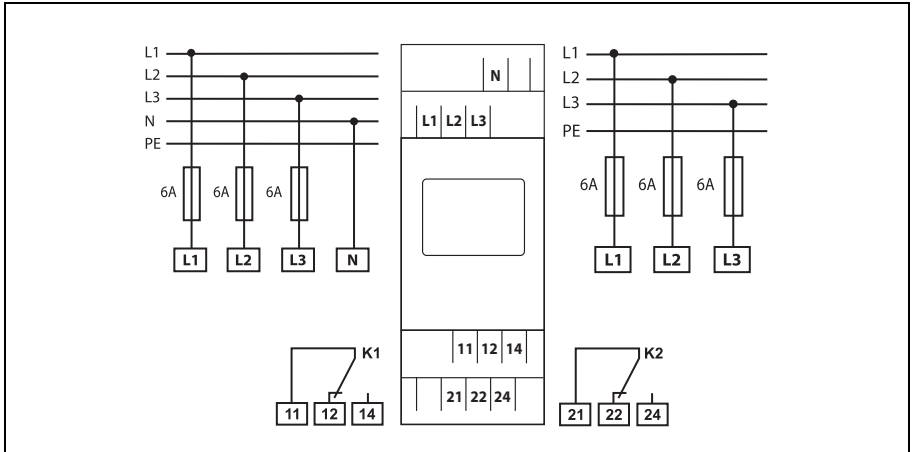 L1
L2
L3
N
PE
6A 6A 6A
L1 L2 L3 N
N
L1 L2 L3
11 12 14
21 22 24
L1
L2
L3
PE
6A 6A 6A
L1 L2 L3
K1
11 12 14
K2
21 22 24